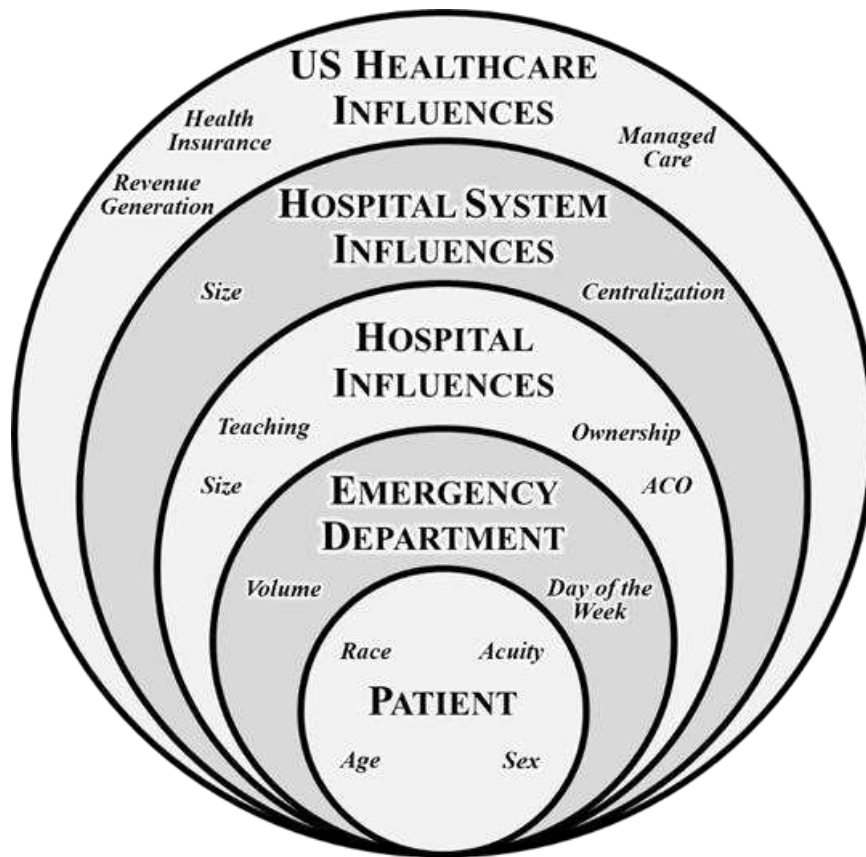 US HEALTHCARE
INFLUENCES
Health
Insurance
Managed
Care
Revenue
Generation
HOSPITAL SYSTEM
INFLUENCES
Size
Centralization
HOSPITAL
INFLUENCES
Teaching
Ownership
Size
ACO
EMERGENCY
DEPARTMENT
Volume
Day of the
Week
Race
Acuity
PATIENT
Age
Sex